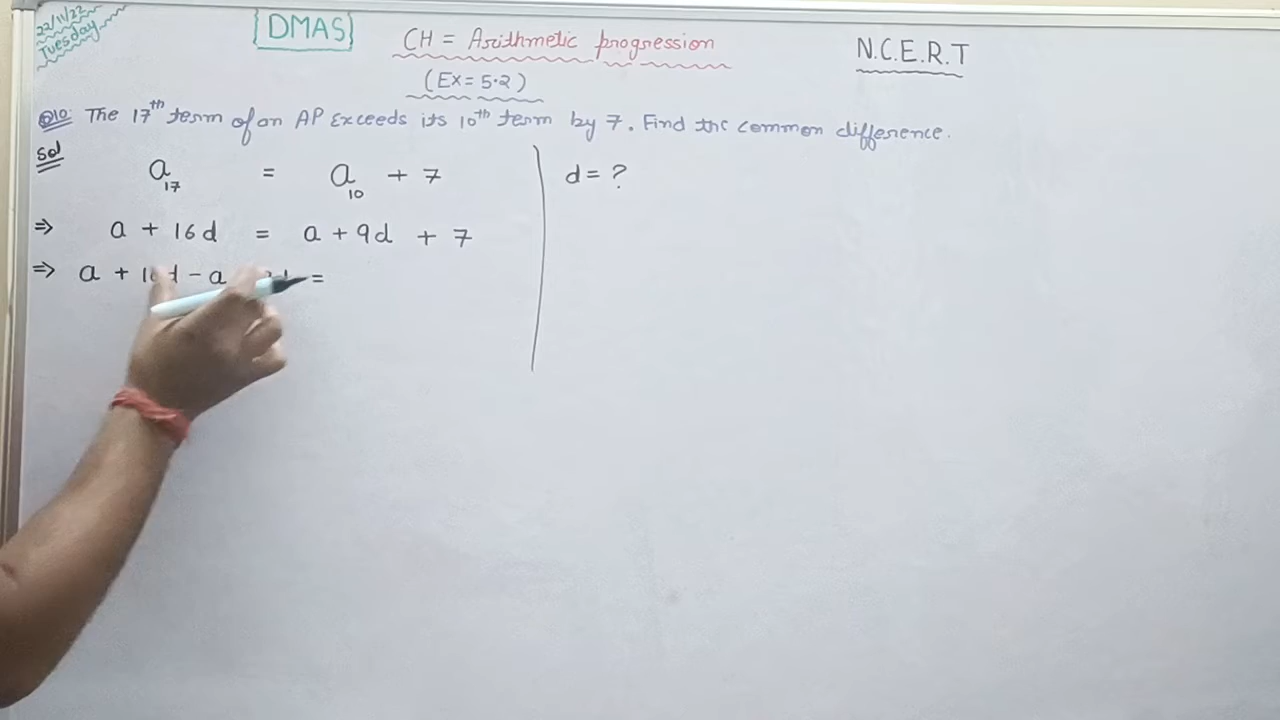 22/11/22
Tuesday
DMAS
CH = Arithmetic progression
N.C.E.R.T
(Ex = 5.2)
Q10: The 17th term of an AP Exceeds its 10th term by 7. Find the common difference.
Sol
a17 = a10 + 7
d = ?
⇒ a + 16d = a + 9d + 7
⇒ a + 16d - a =